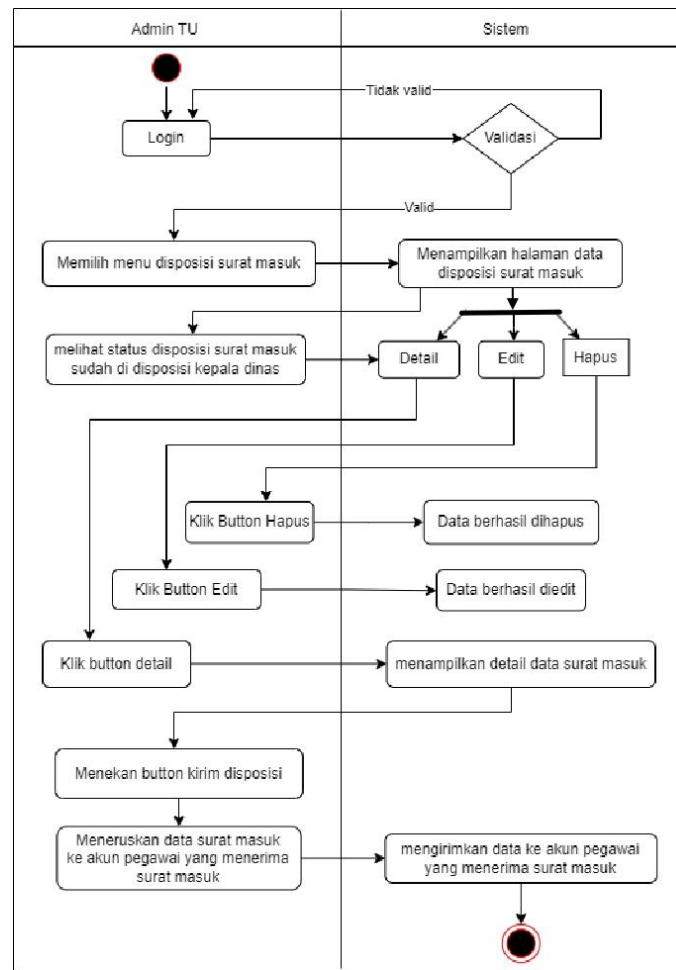 Admin TU
Sistem
Tidak valid
Login
Validasi
Valid
Memilih menu disposisi surat masuk
Menampilkan halaman data
disposisi surat masuk
melihat status disposisi surat masuk
sudah di disposisi kepala dinas
Detail
Edit
Hapus
Klik Button Hapus
Data berhasil dihapus
Klik Button Edit
Data berhasil diedit
Klik button detail
menampilkan detail data surat masuk
Menekan button kirim disposisi
Meneruskan data surat masuk
ke akun pegawai yang menerima
surat masuk
mengirimkan data ke akun pegawai
yang menerima surat masuk